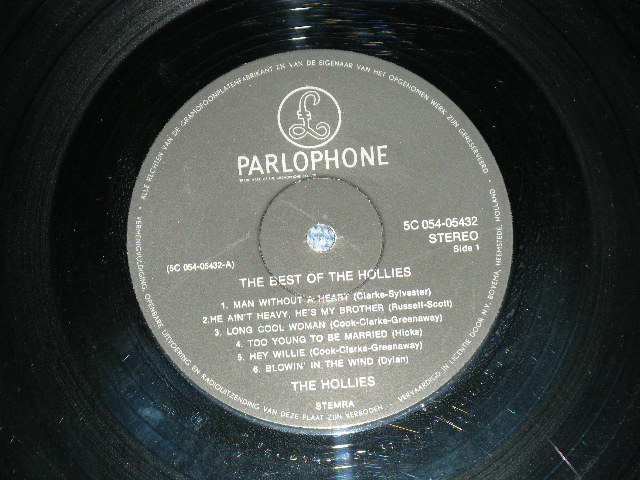 ALLE RECHTEN VAN DE GRAMOFOONPLATENFABRIKANT EN VAN DE EIGENAAR VAN HET OPGENOMEN WERK ZIJN GERESERVEERD
£
PARLOPHONE
5C 054-05432
STEREO
Side 1
(5C 054-05432-A)
THE BEST OF THE HOLLIES
1. MAN WITHOUT A HEART (Clarke-Sylvester)
2.HE AIN'T HEAVY, HE'S MY BROTHER (Russell-Scott)
3. LONG COOL WOMAN (Cook-Clarke-Greenaway)
4. TOO YOUNG TO BE MARRIED (Hicks)
5. HEY WILLIE (Cook-Clarke-Greenaway)
6. BLOWIN' IN THE WIND (Dylan)
THE HOLLIES
STEMRA
VERMENIGVULDIGING, OPENBARE UITVOERING EN RADIOUITZENDING VAN DEZE PLAAT ZIJN VERBODEN
VERVAARDIGD IN LICENTIE DOOR N.V. BOVEMA, HEEMSTEDE, HOLLAND